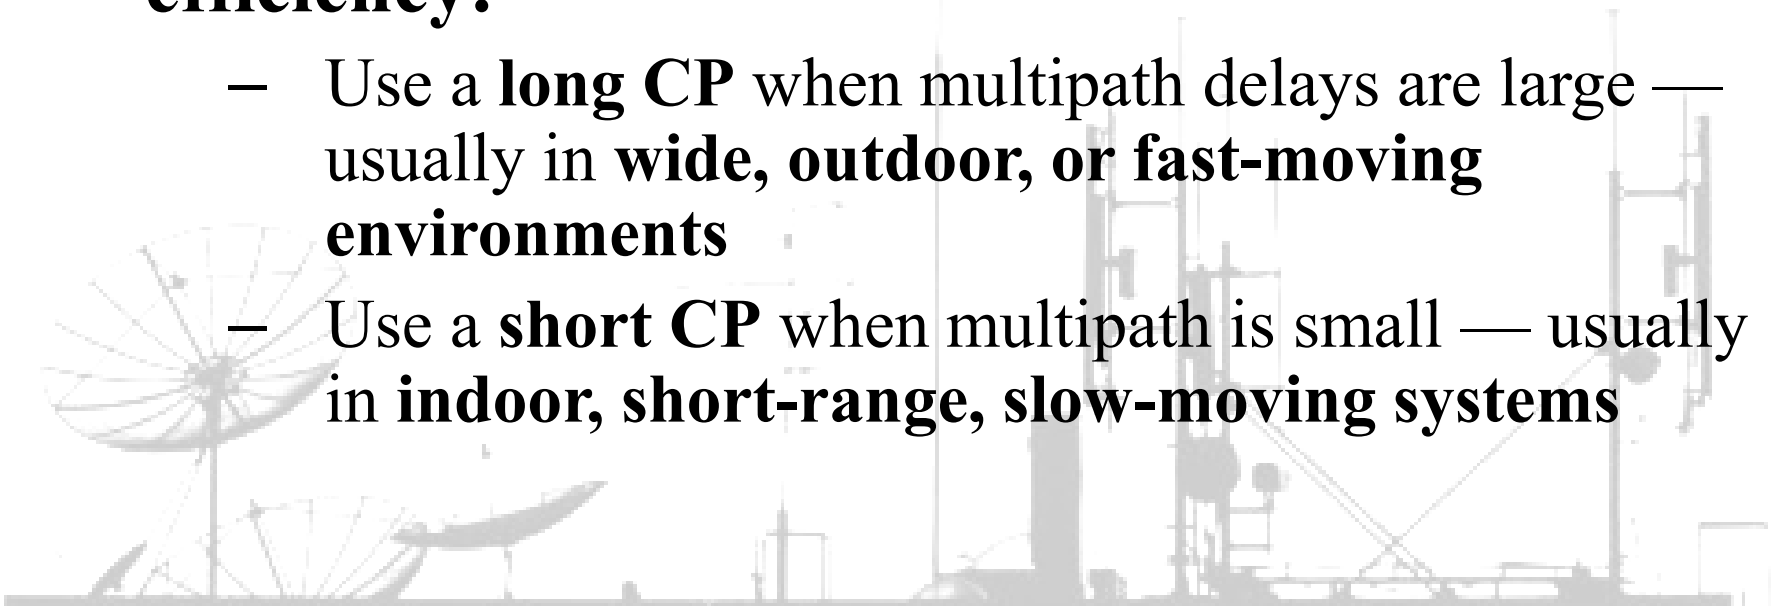 efficiency?
– Use a long CP when multipath delays are large —
usually in wide, outdoor, or fast-moving
environments
– Use a short CP when multipath is small — usually
in indoor, short-range, slow-moving systems